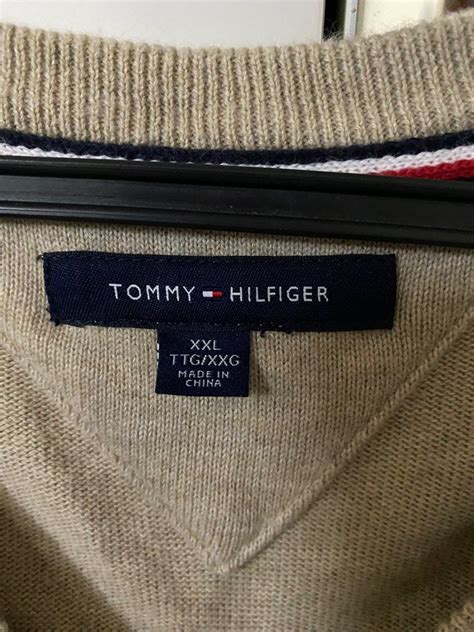 TOMMY HILFIGER
XXL
TTG/XXG
MADE IN
CHINA